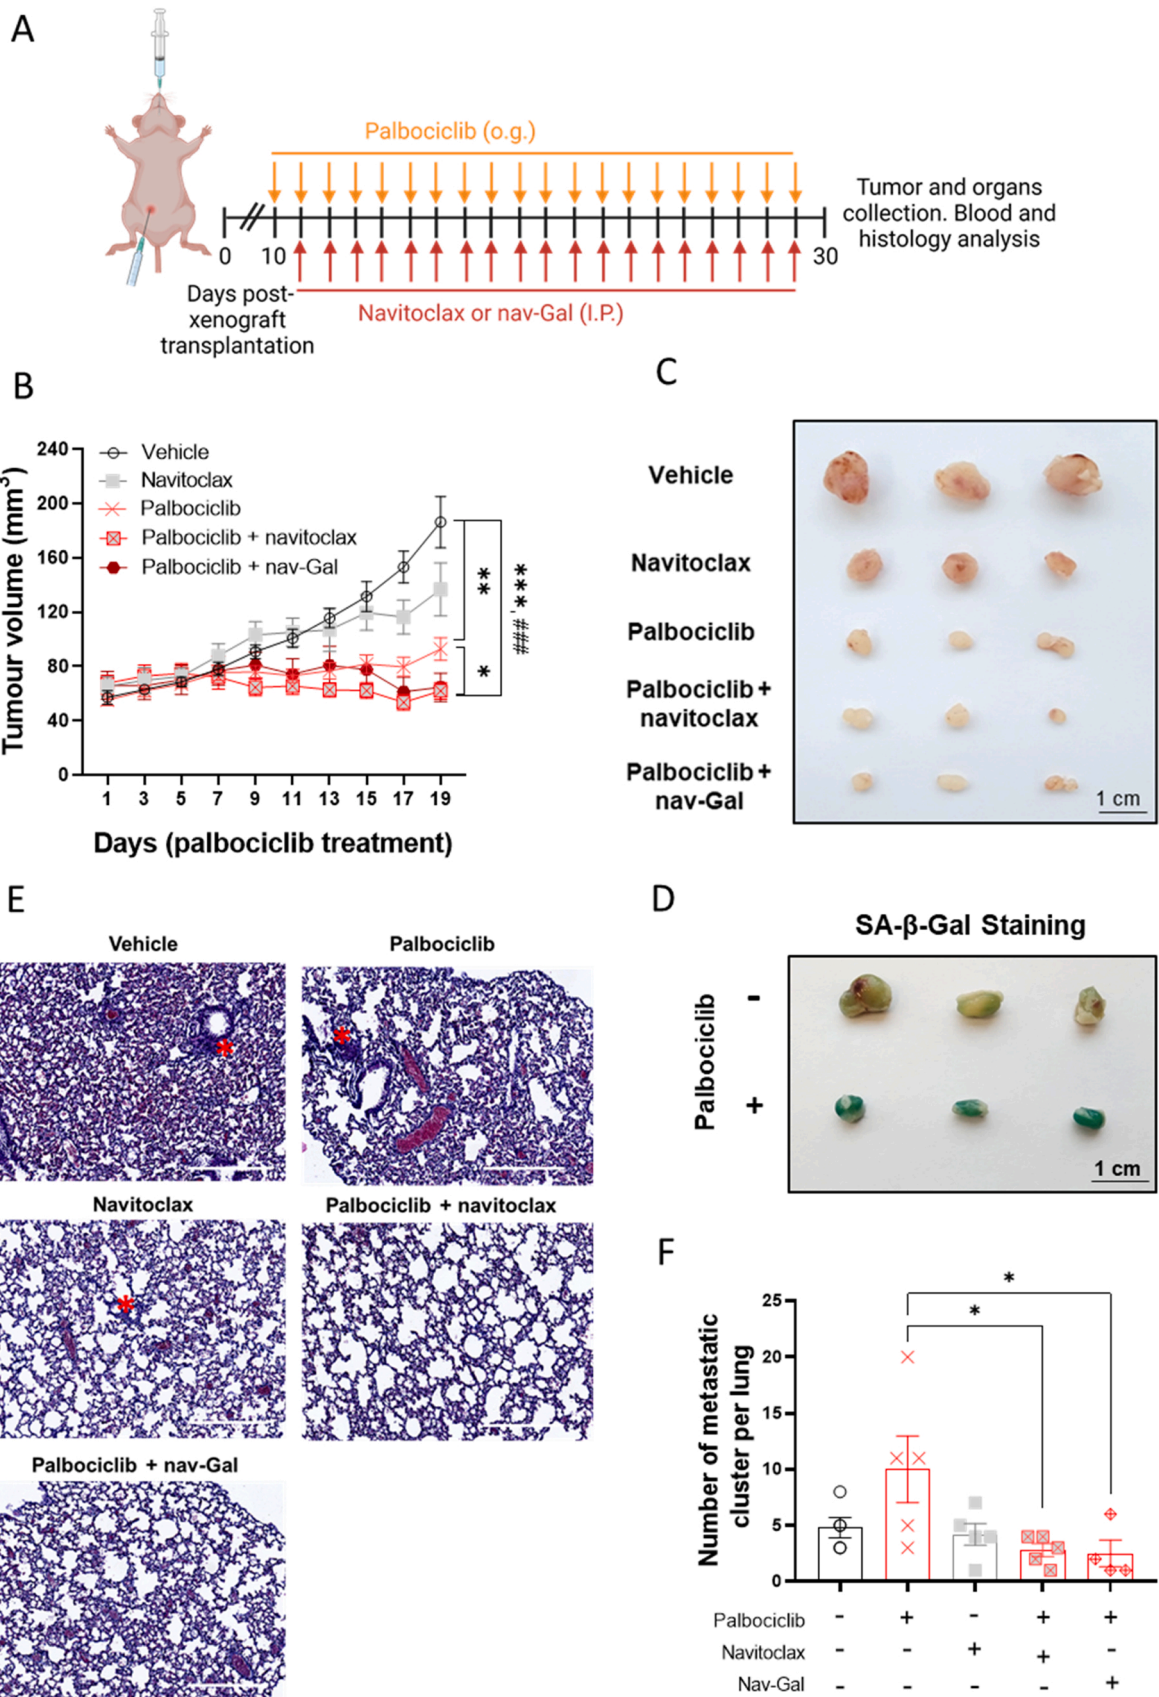 A
Palbociclib (o.g.)
0
10
30
Tumor and organs
collection. Blood and
histology analysis
Days post-
xenograft
transplantation
Navitoclax or nav-Gal (I.P.)
B
Tumour volume (mm3)
240
200
160
120
80
40
0
Vehicle
Navitoclax
Palbociclib
Palbociclib + navitoclax
Palbociclib + nav-Gal
**
*
***, ###
1 3 5 7 9 11 13 15 17 19
Days (palbociclib treatment)
C
Vehicle
Navitoclax
Palbociclib
Palbociclib +
navitoclax
Palbociclib +
nav-Gal
1 cm
E
Vehicle
Palbociclib
*
*
Navitoclax
Palbociclib + navitoclax
*
Palbociclib + nav-Gal
D
SA-β-Gal Staining
Palbociclib
-
+
1 cm
F
Number of metastatic
cluster per lung
25
20
15
10
5
0
*
*
Palbociclib - + - + +
Navitoclax - - + + -
Nav-Gal - - - - +